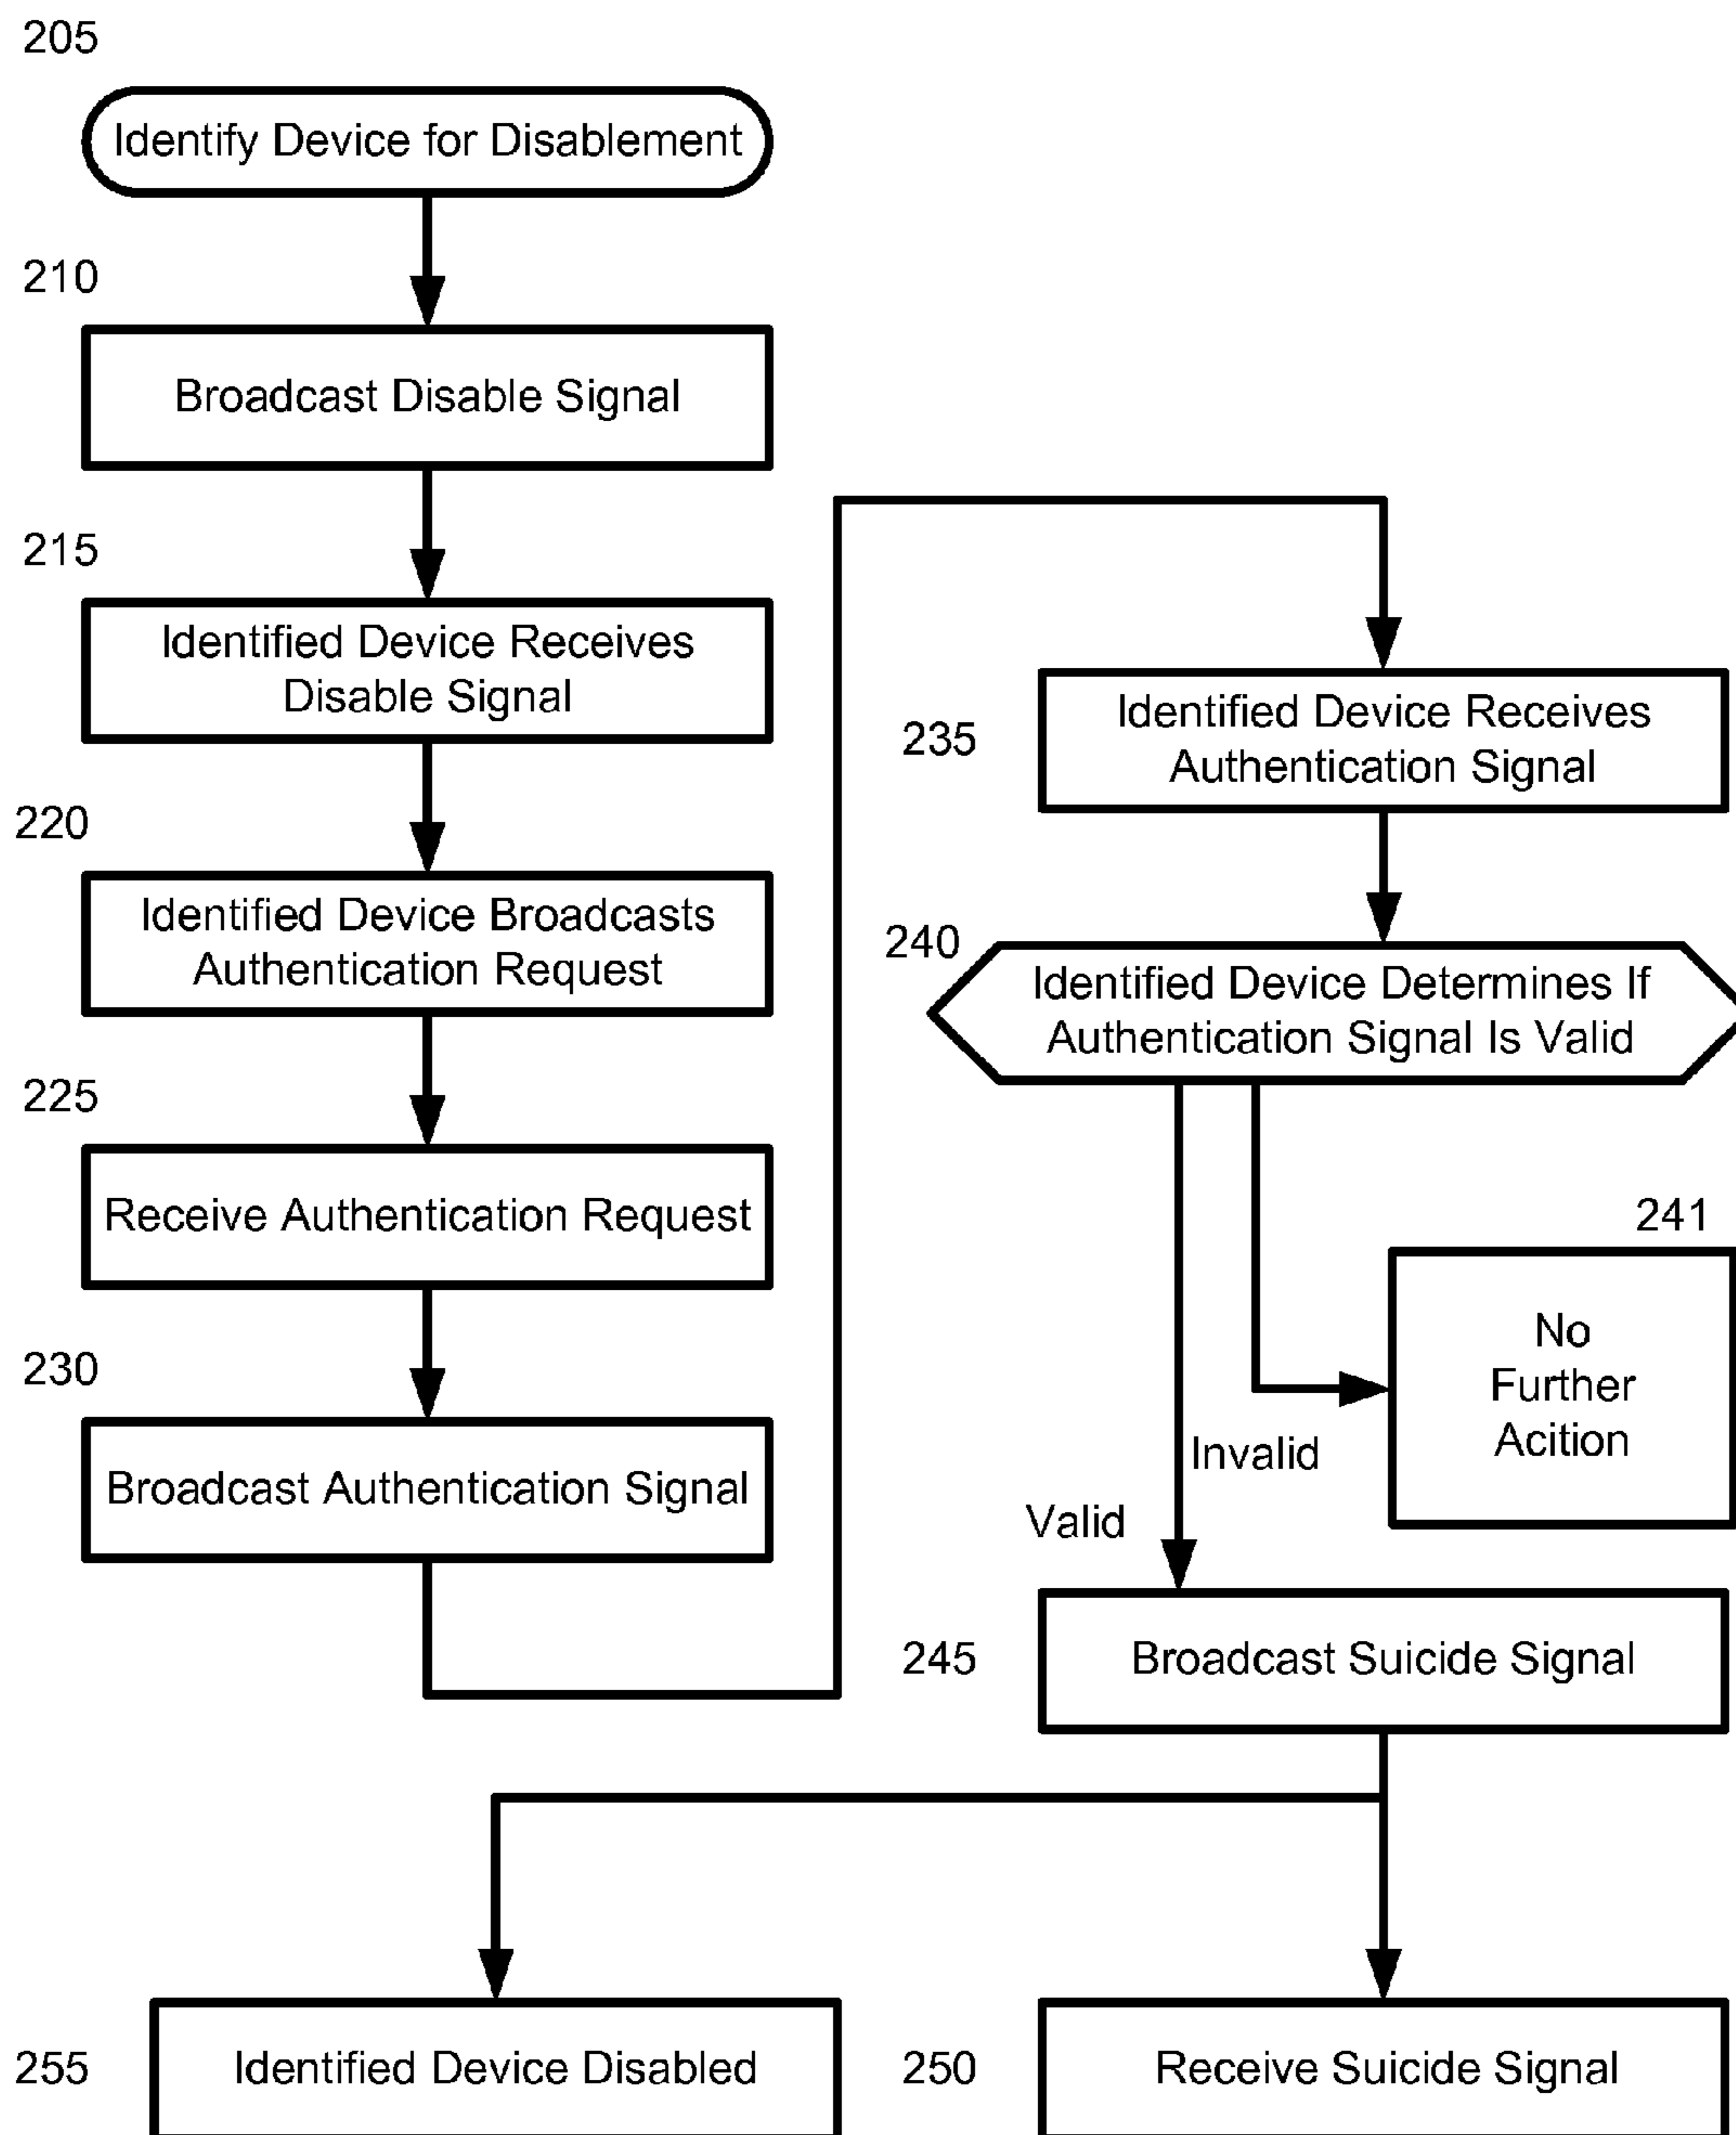 205
Identify Device for Disablement
210
Broadcast Disable Signal
215
Identified Device Receives
Disable Signal
220
Identified Device Broadcasts
Authentication Request
225
Receive Authentication Request
230
Broadcast Authentication Signal
235
Identified Device Receives
Authentication Signal
240
Identified Device Determines If
Authentication Signal Is Valid
241
No
Further
Acition
Invalid
Valid
245
Broadcast Suicide Signal
255
Identified Device Disabled
250
Receive Suicide Signal